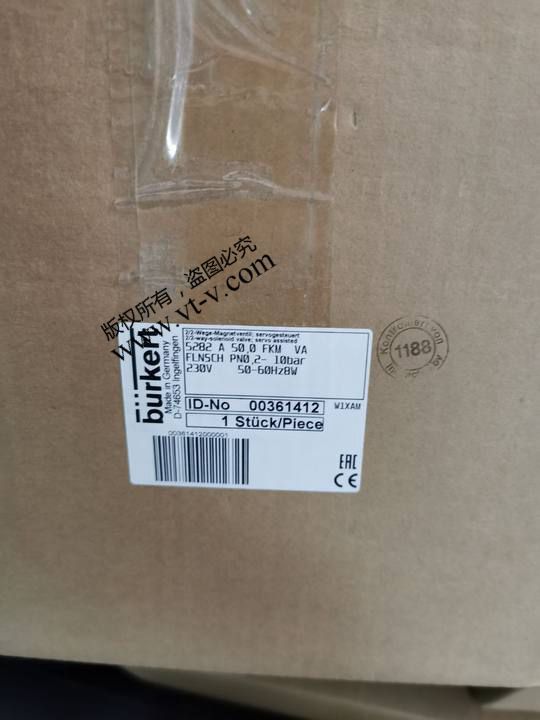 版权所有，盗图必究
www.vt-v.com
bürkert
Made in Germany
D-74653 Ingelfingen
2/2-Wege-Magnetventil; servogesteuert
2/2-way-solenoid valve; servo assisted
5282 A 50,0 FKM VA
FLNSCH PN0,2- 10bar
230V 50-60Hz8W
ID-No 00361412
W1XAM
1 Stück/Piece
00361412000001
EAC
CE
1188